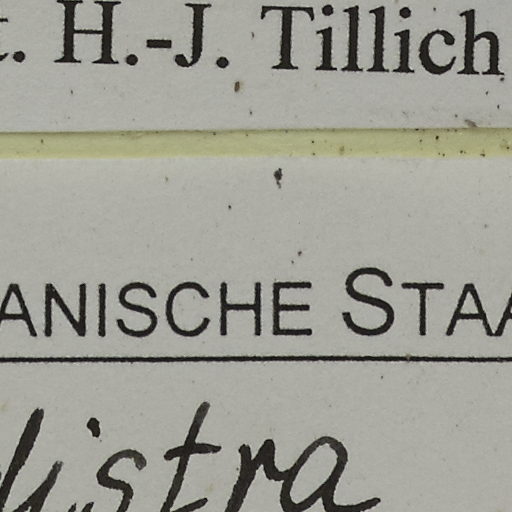 t. H.-J. Tillich
ANISCHE STAA
istra